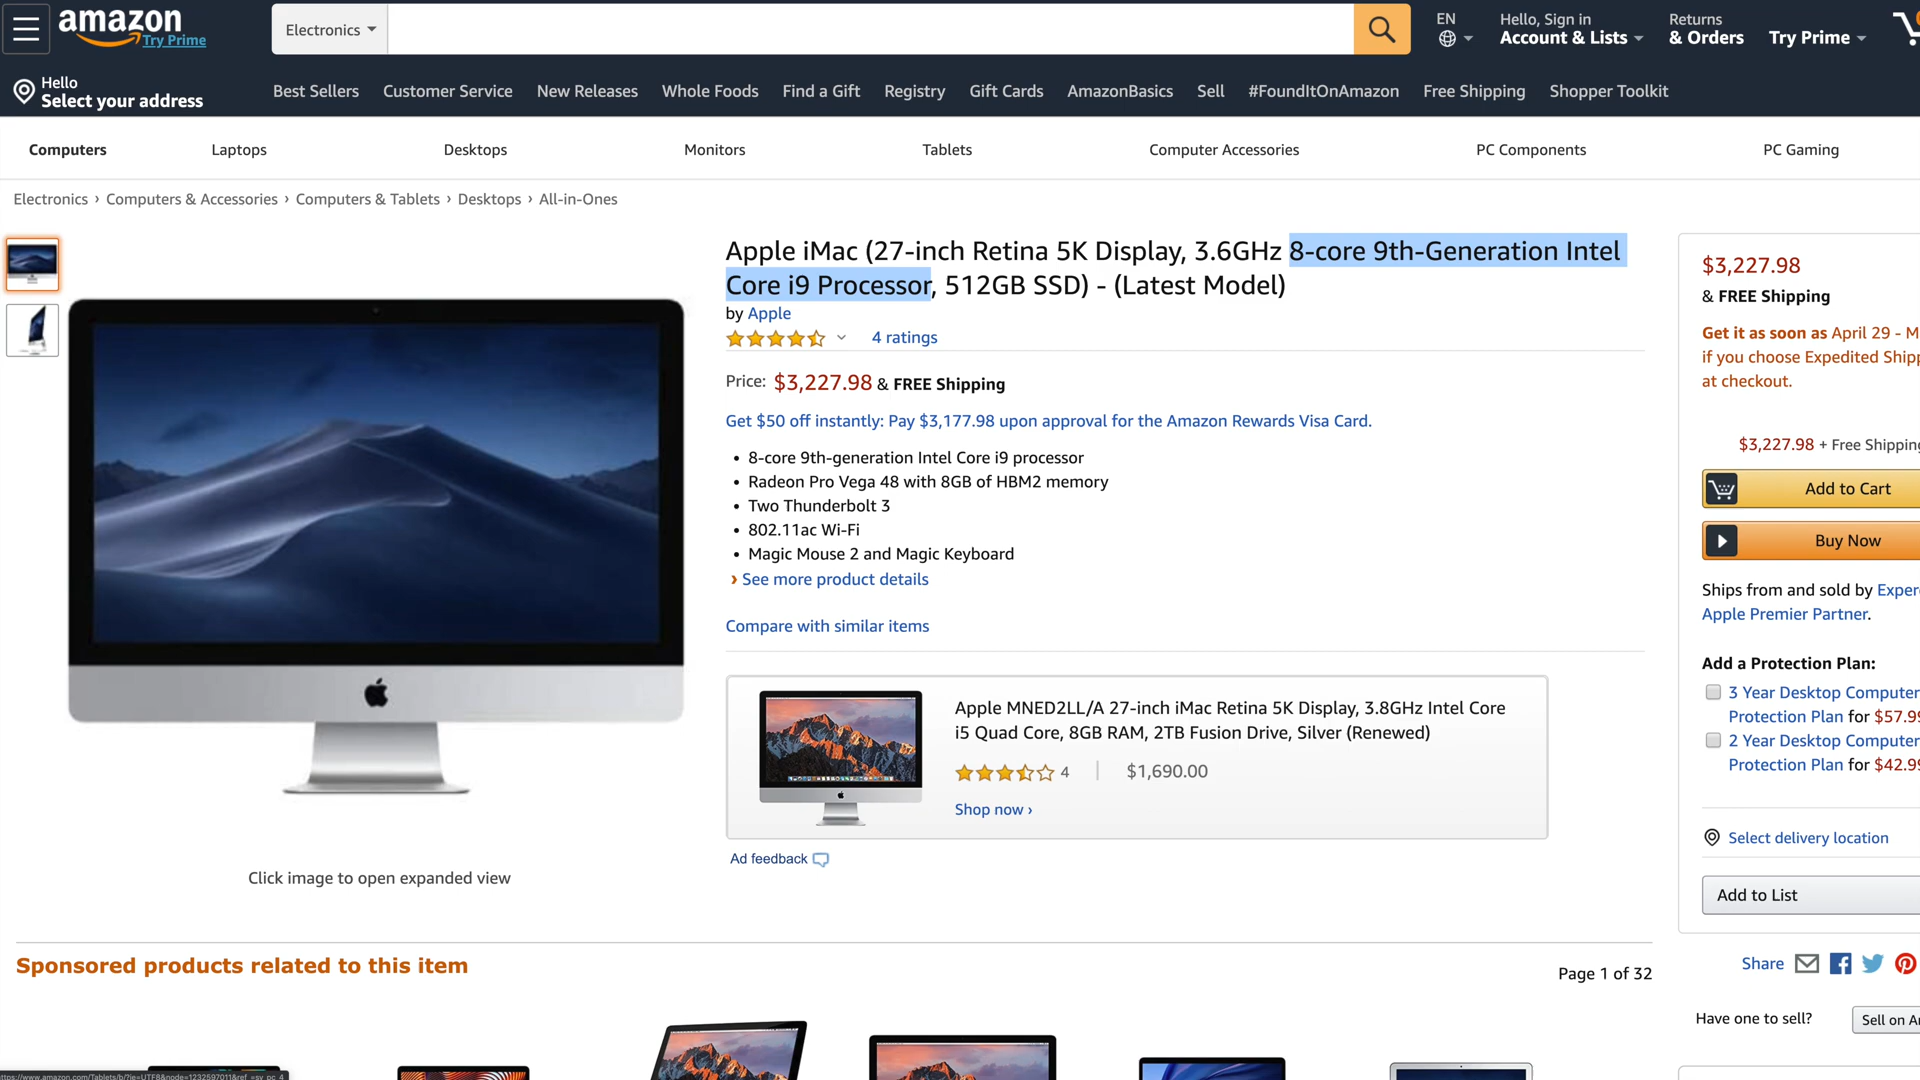 amazon
Try Prime
Electronics
EN
Hello, Sign in
Account & Lists
Returns
& Orders
Try Prime
Hello
Select your address
Best Sellers
Customer Service
New Releases
Whole Foods
Find a Gift
Registry
Gift Cards
AmazonBasics
Sell
#FoundItOnAmazon
Free Shipping
Shopper Toolkit
Computers
Laptops
Desktops
Monitors
Tablets
Computer Accessories
PC Components
PC Gaming
Electronics › Computers & Accessories › Computers & Tablets › Desktops › All-in-Ones
Apple iMac (27-inch Retina 5K Display, 3.6GHz 8-core 9th-Generation Intel
Core i9 Processor, 512GB SSD) - (Latest Model)
by Apple
4 ratings
Price: $3,227.98 & FREE Shipping
Get $50 off instantly: Pay $3,177.98 upon approval for the Amazon Rewards Visa Card.
• 8-core 9th-generation Intel Core i9 processor
• Radeon Pro Vega 48 with 8GB of HBM2 memory
• Two Thunderbolt 3
• 802.11ac Wi-Fi
• Magic Mouse 2 and Magic Keyboard
› See more product details
Compare with similar items
Apple MNED2LL/A 27-inch iMac Retina 5K Display, 3.8GHz Intel Core
i5 Quad Core, 8GB RAM, 2TB Fusion Drive, Silver (Renewed)
4 | $1,690.00
Shop now ›
Ad feedback
Click image to open expanded view
$3,227.98
& FREE Shipping
Get it as soon as April 29 - M
if you choose Expedited Shipp
at checkout.
$3,227.98 + Free Shipping
Add to Cart
Buy Now
Ships from and sold by Exper
Apple Premier Partner.
Add a Protection Plan:
3 Year Desktop Computer
Protection Plan for $57.99
2 Year Desktop Computer
Protection Plan for $42.99
Select delivery location
Add to List
Share
Have one to sell?
Sell on Am
Sponsored products related to this item
Page 1 of 32